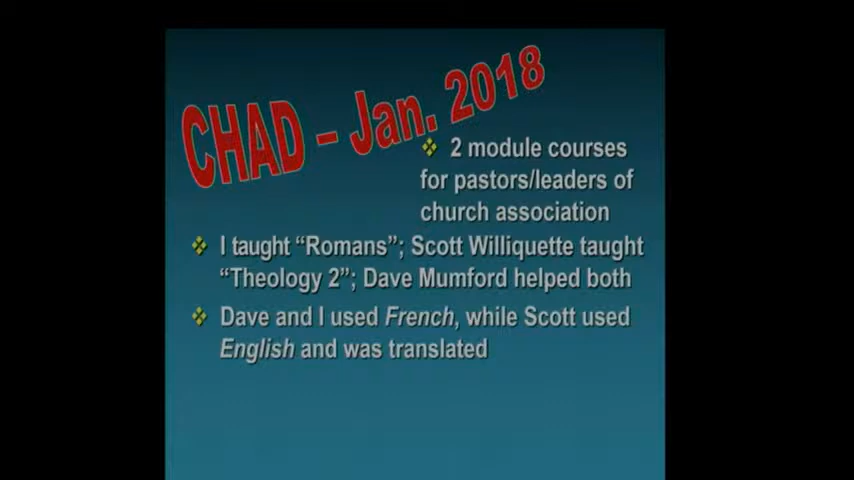 CHAD – Jan. 2018
❖ 2 module courses
for pastors/leaders of
church association
❖ I taught “Romans”; Scott Williquette taught
“Theology 2”; Dave Mumford helped both
❖ Dave and I used French, while Scott used
English and was translated